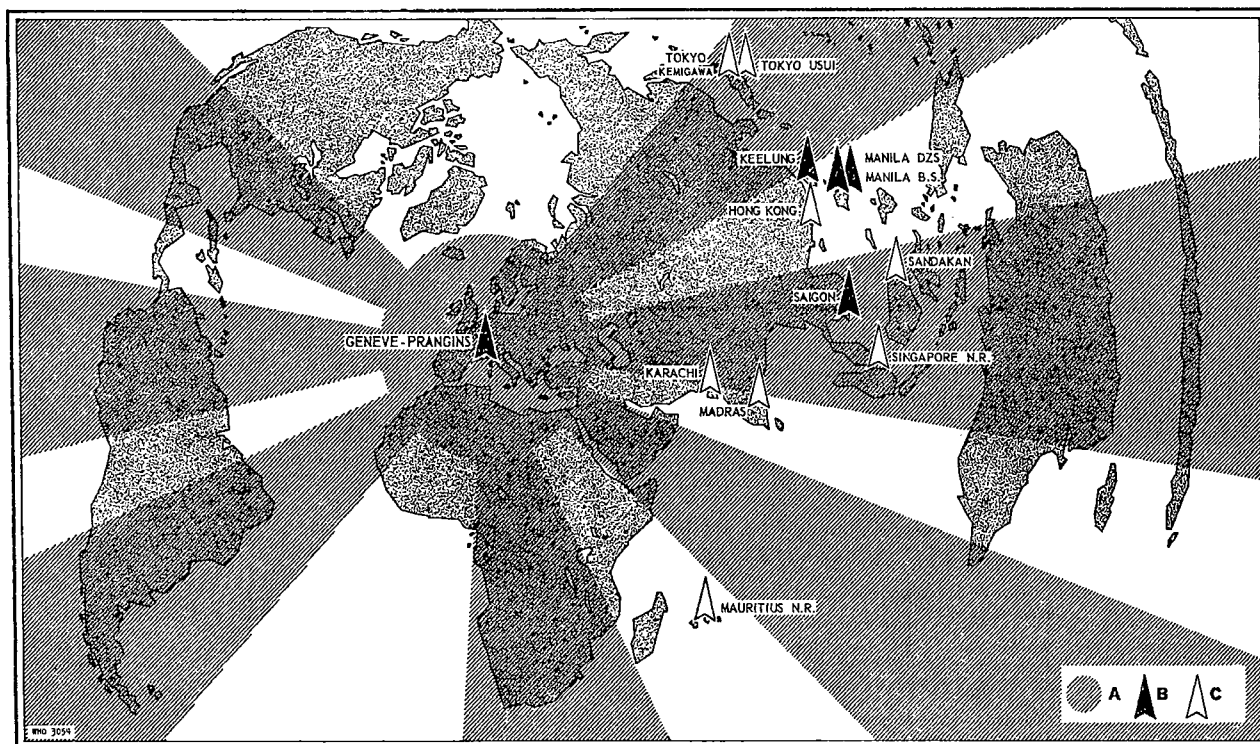 TOKYO
KEMIGAWA
TOKYO USUI
KEELUNG
MANILA DZS
MANILA B.S.
HONG KONG
SANDAKAN
SAIGON
GENEVE-PRANGINS
SINGAPORE N.R.
KARACHI
MADRAS
MAURITIUS N.R.
A B C
WHO 3054